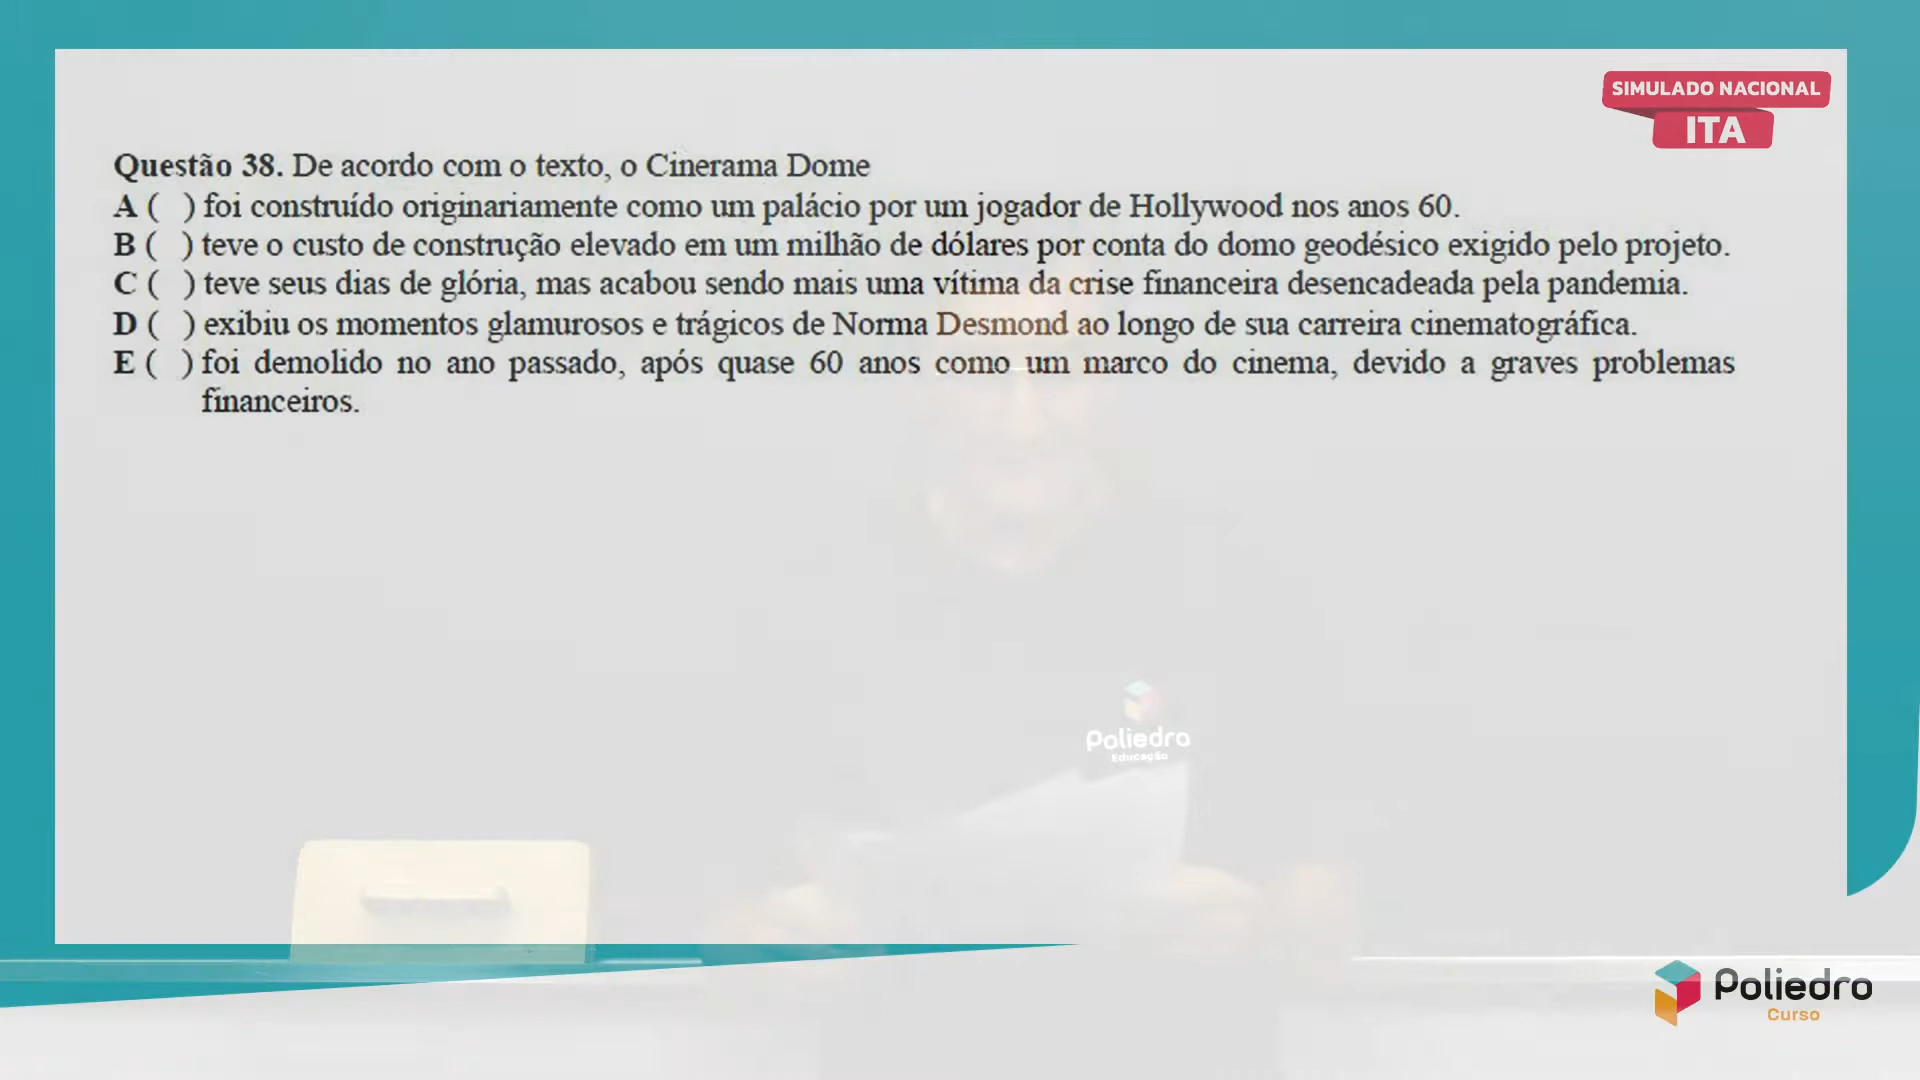 SIMULADO NACIONAL
ITA
Questão 38. De acordo com o texto, o Cinerama Dome
A ( ) foi construído originariamente como um palácio por um jogador de Hollywood nos anos 60.
B ( ) teve o custo de construção elevado em um milhão de dólares por conta do domo geodésico exigido pelo projeto.
C ( ) teve seus dias de glória, mas acabou sendo mais uma vítima da crise financeira desencadeada pela pandemia.
D ( ) exibiu os momentos glamurosos e trágicos de Norma Desmond ao longo de sua carreira cinematográfica.
E ( ) foi demolido no ano passado, após quase 60 anos como um marco do cinema, devido a graves problemas
financeiros.
Poliedro
Educação
Poliedro
Curso